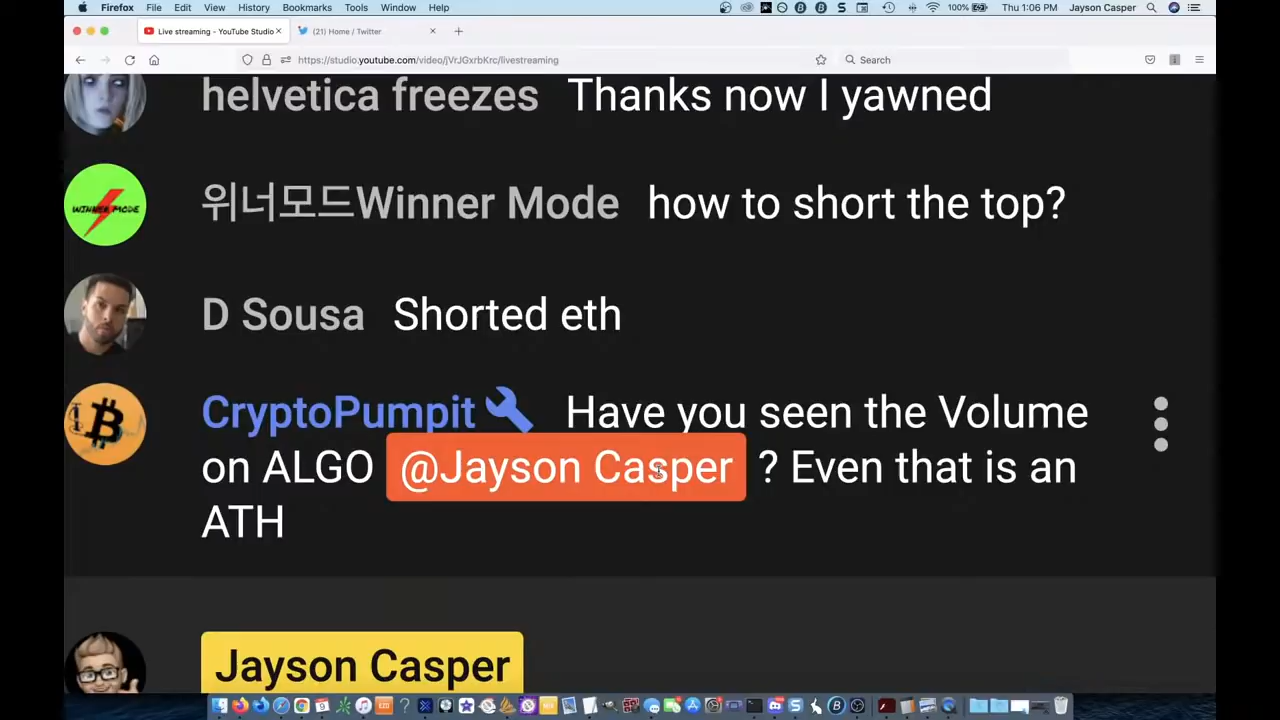 Firefox File Edit View History Bookmarks Tools Window Help 100% Thu 1:06 PM Jayson Casper
Live streaming - YouTube Studio (21) Home / Twitter
https://studio.youtube.com/video/jVrJGxrbKrc/livestreaming Search
helvetica freezes Thanks now I yawned
WINNER MODE
위너모드Winner Mode how to short the top?
D Sousa Shorted eth
CryptoPumpit Have you seen the Volume
on ALGO @Jayson Casper ? Even that is an
ATH
Jayson Casper